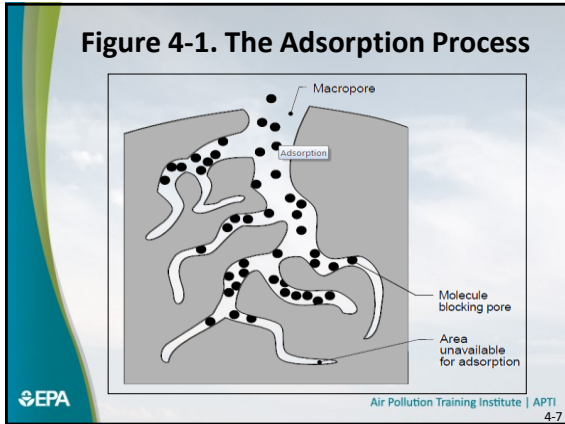 Figure 4-1. The Adsorption Process
Macropore
Adsorption
Molecule
blocking pore
Area
unavailable
for adsorption
EPA
Air Pollution Training Institute | APTI
4-7